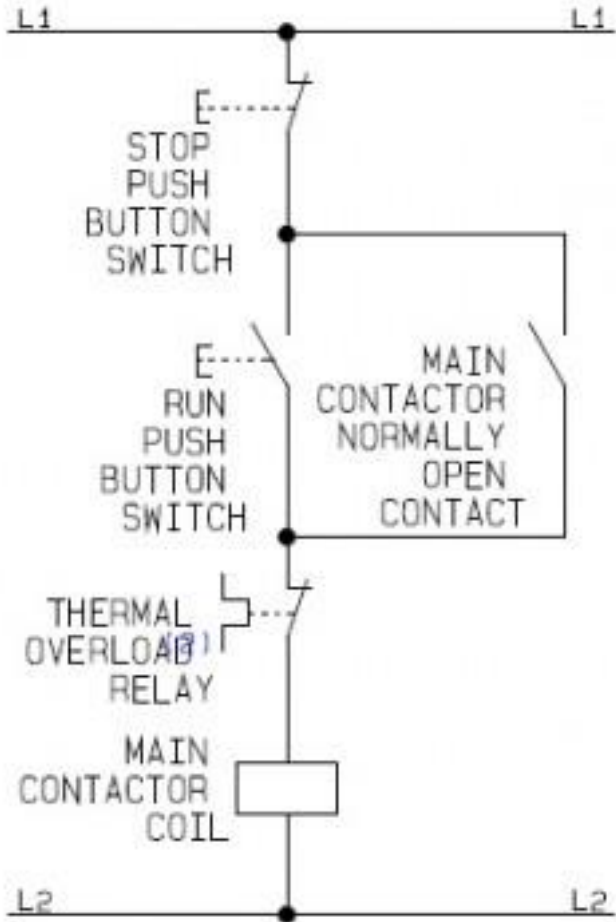 L1 L1
STOP
PUSH
BUTTON
SWITCH
RUN
PUSH
BUTTON
SWITCH
MAIN
CONTACTOR
NORMALLY
OPEN
CONTACT
THERMAL
OVERLOAD
RELAY
MAIN
CONTACTOR
COIL
L2 L2